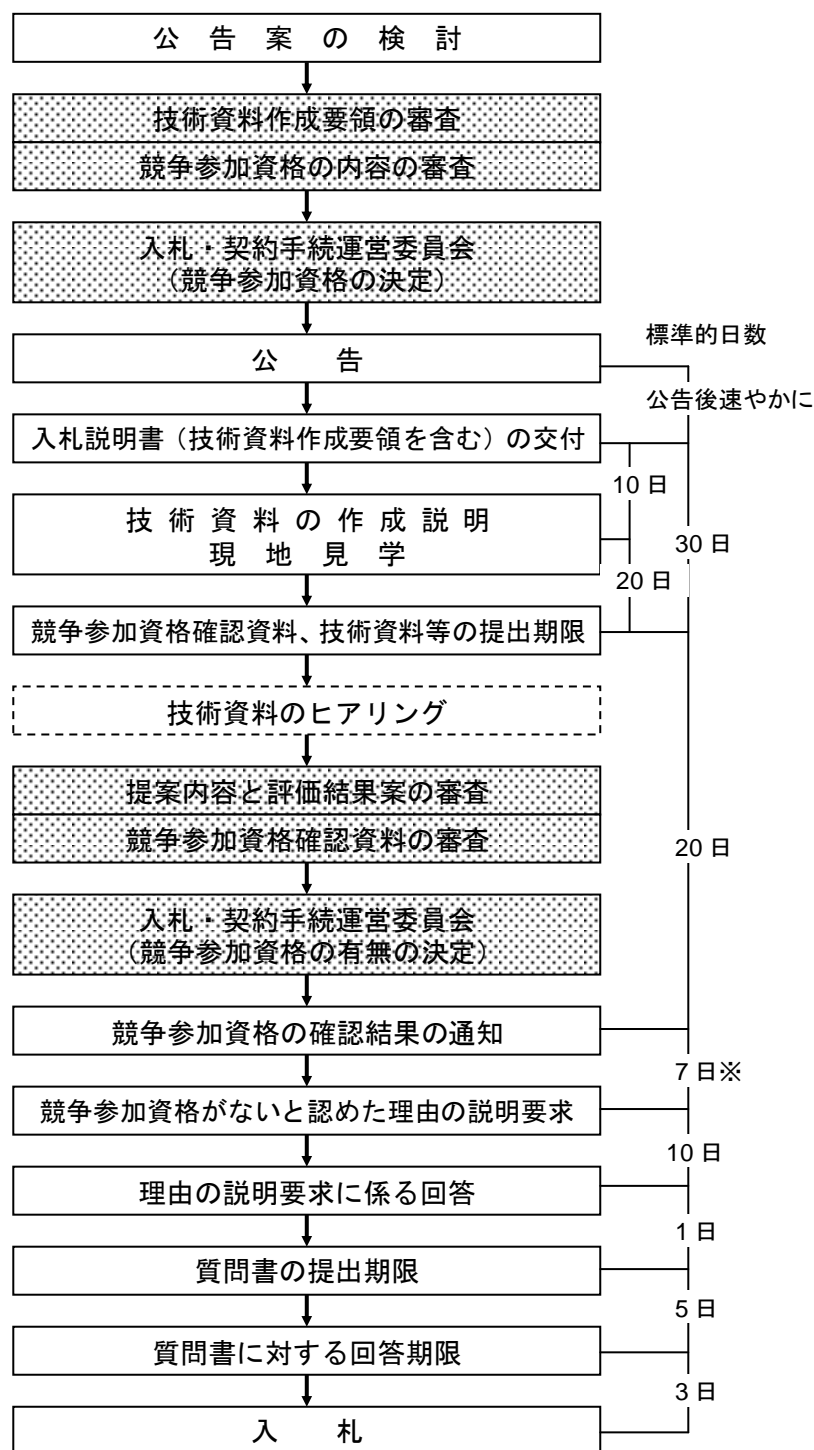 公告案の検討
技術資料作成要領の審査
競争参加資格の内容の審査
入札・契約手続運営委員会
（競争参加資格の決定）
標準的日数
公告
公告後速やかに
入札説明書（技術資料作成要領を含む）の交付
10 日
技術資料の作成説明
現地見学
30 日
20 日
競争参加資格確認資料、技術資料等の提出期限
技術資料のヒアリング
提案内容と評価結果案の審査
競争参加資格確認資料の審査
20 日
入札・契約手続運営委員会
（競争参加資格の有無の決定）
競争参加資格の確認結果の通知
7 日※
競争参加資格がないと認めた理由の説明要求
10 日
理由の説明要求に係る回答
1 日
質問書の提出期限
5 日
質問書に対する回答期限
3 日
入札